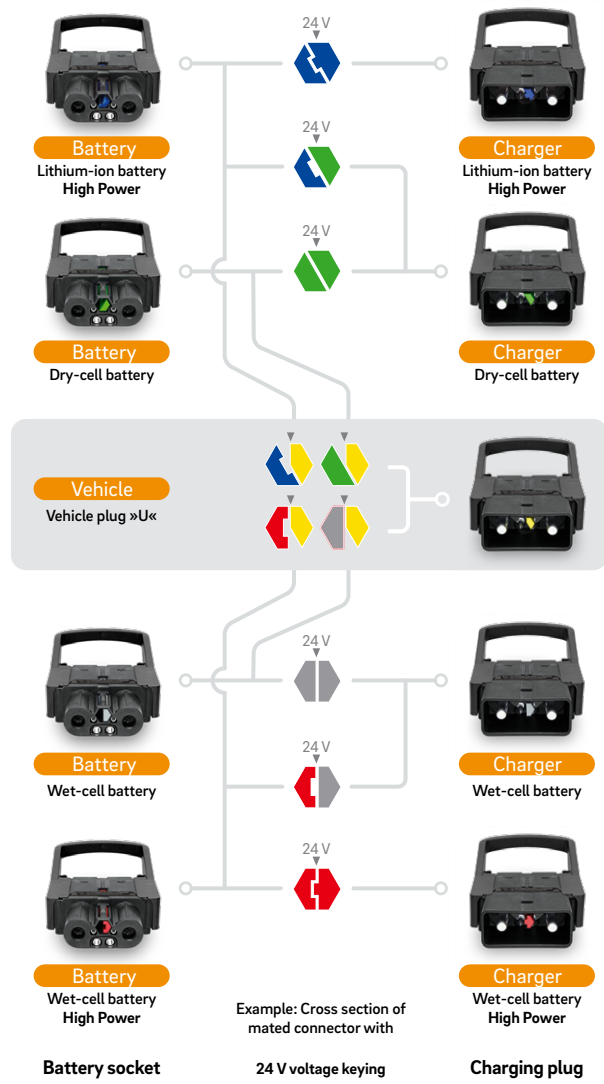 24 V
Battery
Charger
Lithium-ion battery
High Power
Lithium-ion battery
High Power
24 V
24 V
Battery
Charger
Dry-cell battery
Dry-cell battery
Vehicle
Vehicle plug »U«
24 V
Battery
Charger
Wet-cell battery
Wet-cell battery
24 V
24 V
Battery
Charger
Wet-cell battery
High Power
Wet-cell battery
High Power
Example: Cross section of
mated connector with
Battery socket
24 V voltage keying
Charging plug